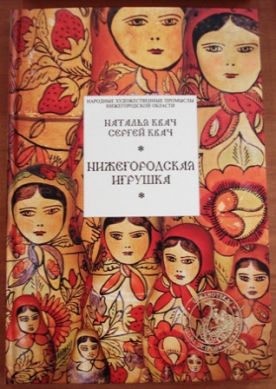 НАРОДНЫЕ ХУДОЖЕСТВЕННЫЕ ПРОМЫСЛЫ
НИЖЕГОРОДСКОЙ ОБЛАСТИ
НАТАЛЬЯ КВАЧ
СЕРГЕЙ КВАЧ
НИЖЕГОРОДСКАЯ
ИГРУШКА